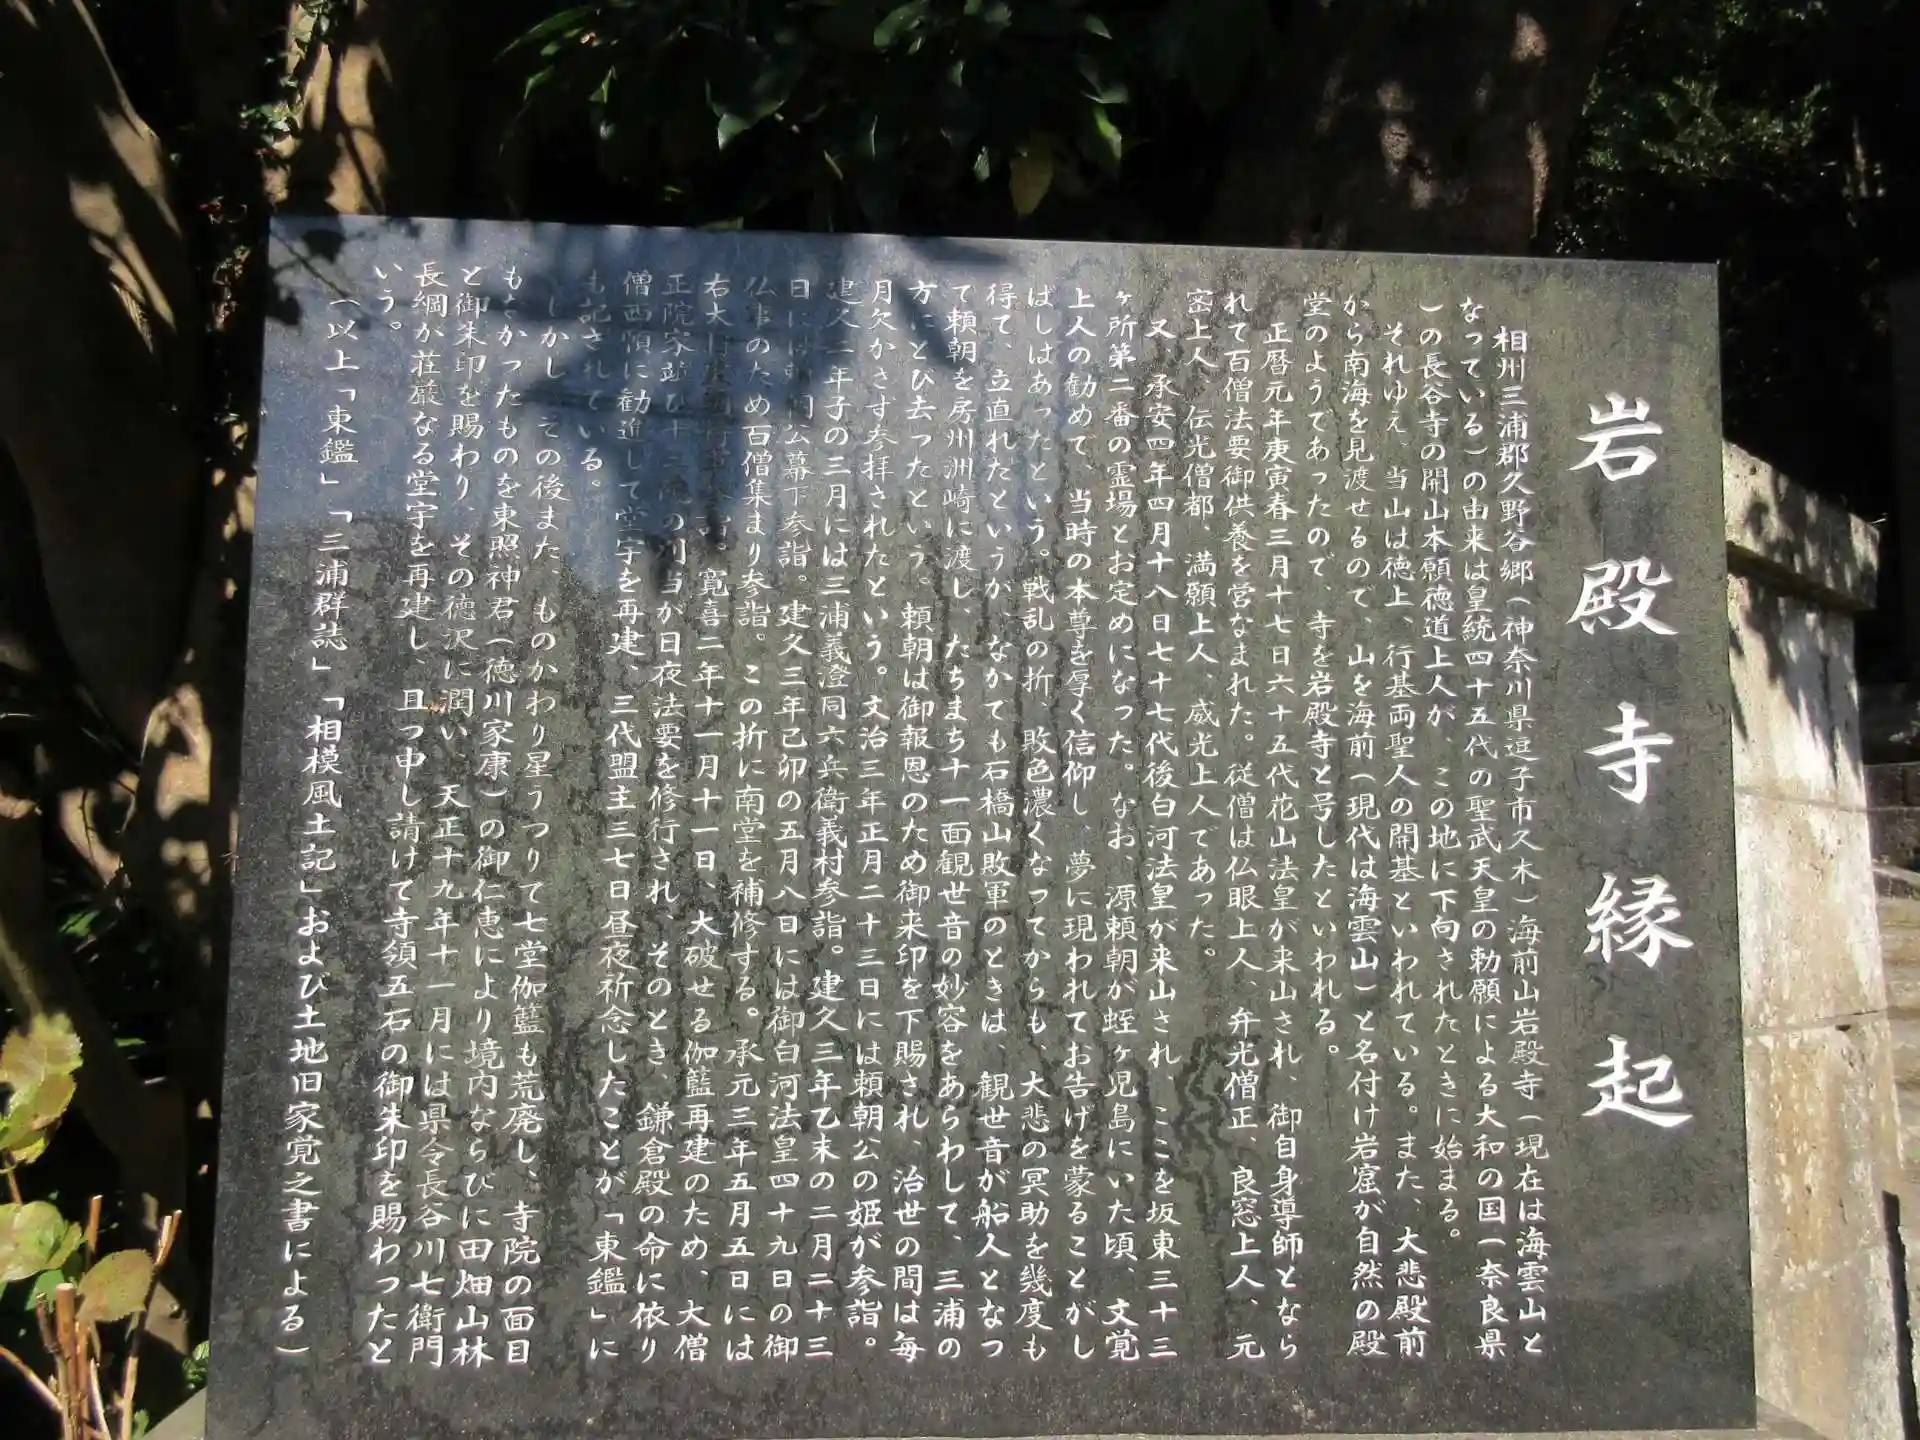 岩殿寺縁起
相州三浦郡久野谷郷(神奈川県逗子市久木)海前山岩殿寺(現在は海雲山と
なっている)の由来は皇統四十五代の聖武天皇の勅願による大和の国(奈良県
)の長谷寺の開山本願徳道上人が、この地に下向されたときに始まる。
それゆえ、当山は徳上、行基両聖人の開基といわれている。また、大悲殿前
から南海を見渡せるので、山を海前(現代は海雲山)と名付け岩窟が自然の殿
堂のようであったので、寺を岩殿寺と号したといわれる。
正暦元年庚寅春三月十七日六十五代花山法皇が来山され、御自身導師となら
れて百僧法要御供養を営なまれた。従僧は仏眼上人、弁光僧正、良窓上人、元
密上人、伝光僧都、満願上人、威光上人であった。
又、承安四年四月十八日七十七代後白河法皇が来山され、ここを坂東三十三
ヶ所第二番の霊場とお定めになった。なお、源頼朝が蛭ヶ児島にいた頃、文覚
上人の勧めで、当時の本尊を厚く信仰し、夢に現われてお告げを蒙ることがし
ばしばあったという。戦乱の折、敗色濃くなってからも、大悲の冥助を幾度も
得て、立直れたというが、なかでも石橋山敗軍のときは、観世音が船人となっ
て頼朝を房州洲崎に渡し、たちまち十一面観世音の妙容をあらわして、三浦の
方にとび去ったという。頼朝は御報恩のため御来印を下賜され、治世の間は毎
月欠かさす参拝されたという。文治三年正月二十三日には頼朝公の姫が参詣。
建久二年子の三月には三浦義澄同六兵衛義村参詣。建久三年乙末の二月二十三
日には 公幕下参詣。建久三年己卯の五月八日には御白河法皇四十九日の御
仏事のため百僧集まり参詣。この折に南堂を補修する。承元三年五月五日には
右大 詣。寛喜二年十一月十一日、大破せる伽籃再建のため、大僧
正院家 の別当が日夜法要を修行され、そのとき、鎌倉殿の命に依り
僧西願に勧進して堂宇を再建、三代盟主三七日昼夜祈念したことが「東鑑」に
も記されている。
しかし、その後また、ものかわり星うつりて七堂伽籃も荒廃し、寺院の面目
もなかったものを東照神君(徳川家康)の御仁恵により境内ならびに田畑山林
と御朱印を賜わり、その徳沢に潤い、天正十九年十一月には県令長谷川七衛門
長綱が荘厳なる堂宇を再建し、且つ申し請けて寺領五石の御朱印を賜わったと
いう。
(以上「東鑑」「三浦群誌」「相模風土記」および土地旧家覚之書による)